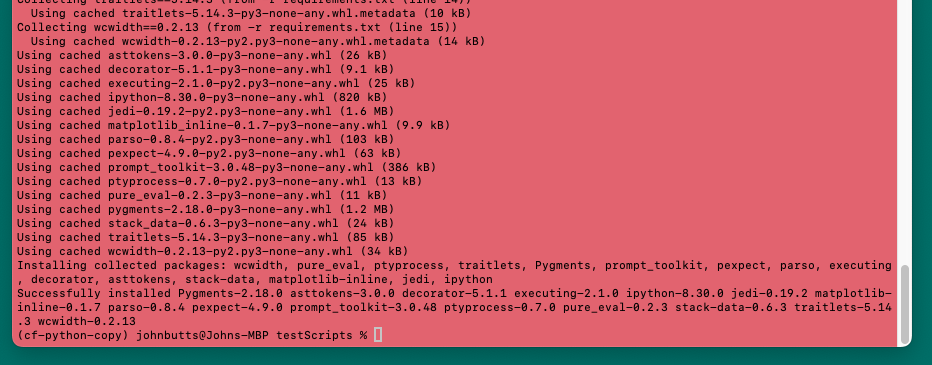 Collecting traitlets==5.14.3 (from -r requirements.txt (line 14))
  Using cached traitlets-5.14.3-py3-none-any.whl.metadata (10 kB)
Collecting wcwidth==0.2.13 (from -r requirements.txt (line 15))
  Using cached wcwidth-0.2.13-py2.py3-none-any.whl.metadata (14 kB)
Using cached asttokens-3.0.0-py3-none-any.whl (26 kB)
Using cached decorator-5.1.1-py3-none-any.whl (9.1 kB)
Using cached executing-2.1.0-py2.py3-none-any.whl (25 kB)
Using cached ipython-8.30.0-py3-none-any.whl (820 kB)
Using cached jedi-0.19.2-py2.py3-none-any.whl (1.6 MB)
Using cached matplotlib_inline-0.1.7-py3-none-any.whl (9.9 kB)
Using cached parso-0.8.4-py2.py3-none-any.whl (103 kB)
Using cached pexpect-4.9.0-py2.py3-none-any.whl (63 kB)
Using cached prompt_toolkit-3.0.48-py3-none-any.whl (386 kB)
Using cached ptyprocess-0.7.0-py2.py3-none-any.whl (13 kB)
Using cached pure_eval-0.2.3-py3-none-any.whl (11 kB)
Using cached pygments-2.18.0-py3-none-any.whl (1.2 MB)
Using cached stack_data-0.6.3-py3-none-any.whl (24 kB)
Using cached traitlets-5.14.3-py3-none-any.whl (85 kB)
Using cached wcwidth-0.2.13-py2.py3-none-any.whl (34 kB)
Installing collected packages: wcwidth, pure_eval, ptyprocess, traitlets, Pygments, prompt_toolkit, pexpect, parso, executing
, decorator, asttokens, stack-data, matplotlib-inline, jedi, ipython
Successfully installed Pygments-2.18.0 asttokens-3.0.0 decorator-5.1.1 executing-2.1.0 ipython-8.30.0 jedi-0.19.2 matplotlib-
inline-0.1.7 parso-0.8.4 pexpect-4.9.0 prompt_toolkit-3.0.48 ptyprocess-0.7.0 pure_eval-0.2.3 stack-data-0.6.3 traitlets-5.14
.3 wcwidth-0.2.13
(cf-python-copy) johnbutts@Johns-MBP testScripts %